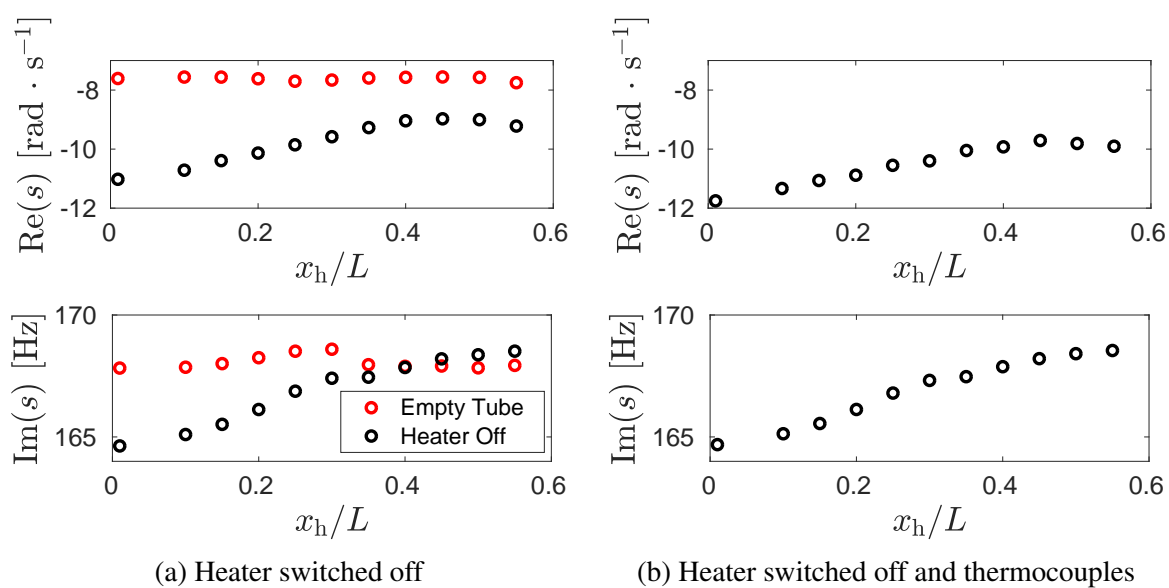 Re(s) [rad · s⁻¹]
-8
-10
-12
0
0.2
0.4
0.6
x_h/L
Re(s) [rad · s⁻¹]
-8
-10
-12
0
0.2
0.4
0.6
x_h/L
Im(s) [Hz]
170
165
0
0.2
0.4
0.6
x_h/L
Empty Tube
Heater Off
Im(s) [Hz]
170
165
0
0.2
0.4
0.6
x_h/L
(a) Heater switched off
(b) Heater switched off and thermocouples